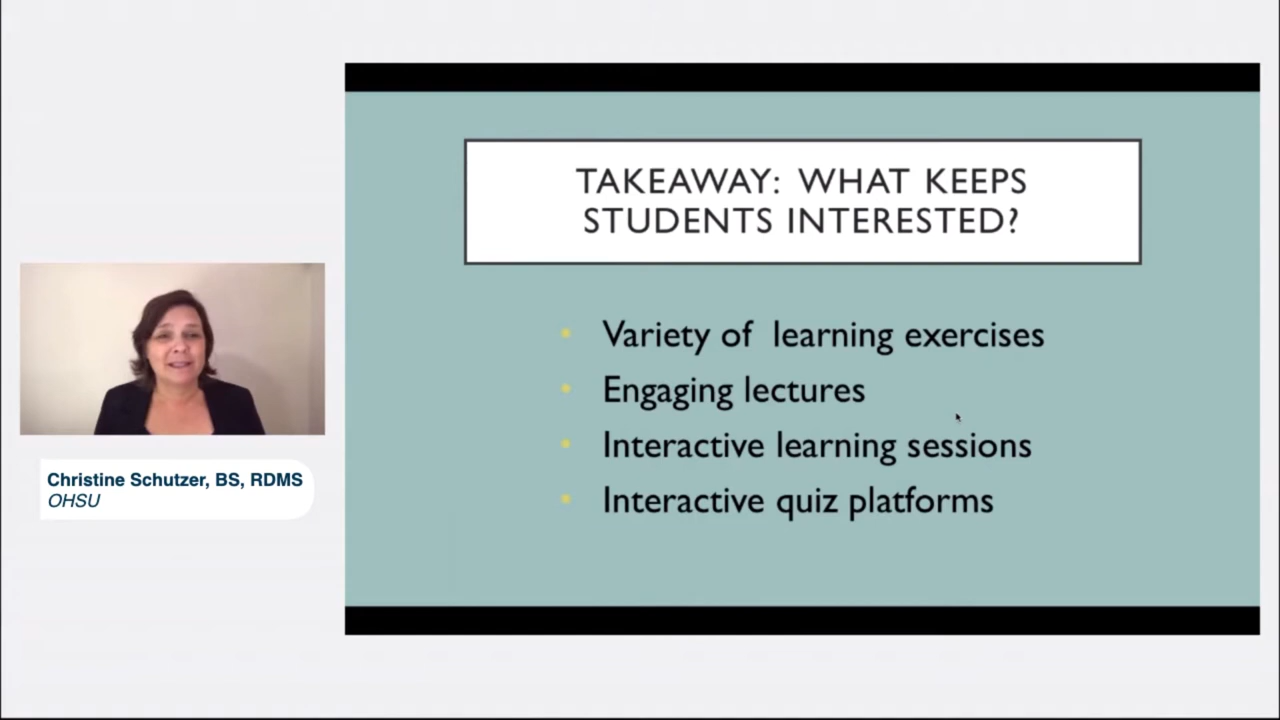 TAKEAWAY: WHAT KEEPS
STUDENTS INTERESTED?
Variety of learning exercises
Engaging lectures
Interactive learning sessions
Interactive quiz platforms
Christine Schutzer, BS, RDMS
OHSU